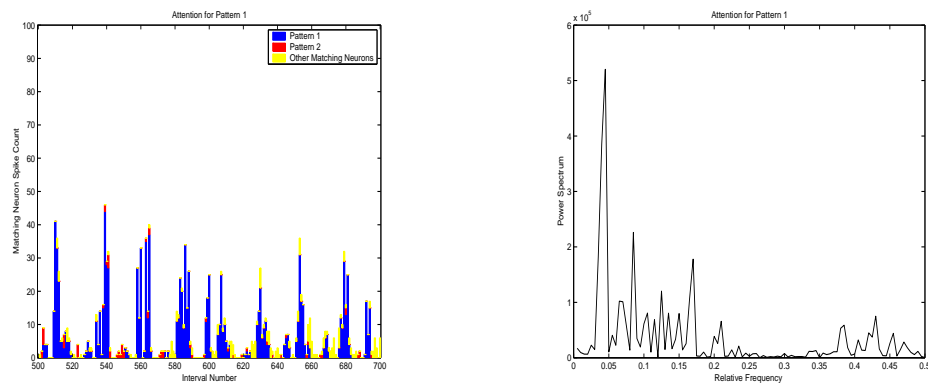 Attention for Pattern 1
100
90
80
70
60
50
40
30
20
10
0
Matching Neuron Spike Count
Pattern 1
Pattern 2
Other Matching Neurons
500 520 540 560 580 600 620 640 660 680 700
Interval Number
Attention for Pattern 1
x 10^5
6
5
4
3
2
1
0
Power Spectrum
0 0.05 0.1 0.15 0.2 0.25 0.3 0.35 0.4 0.45 0.5
Relative Frequency